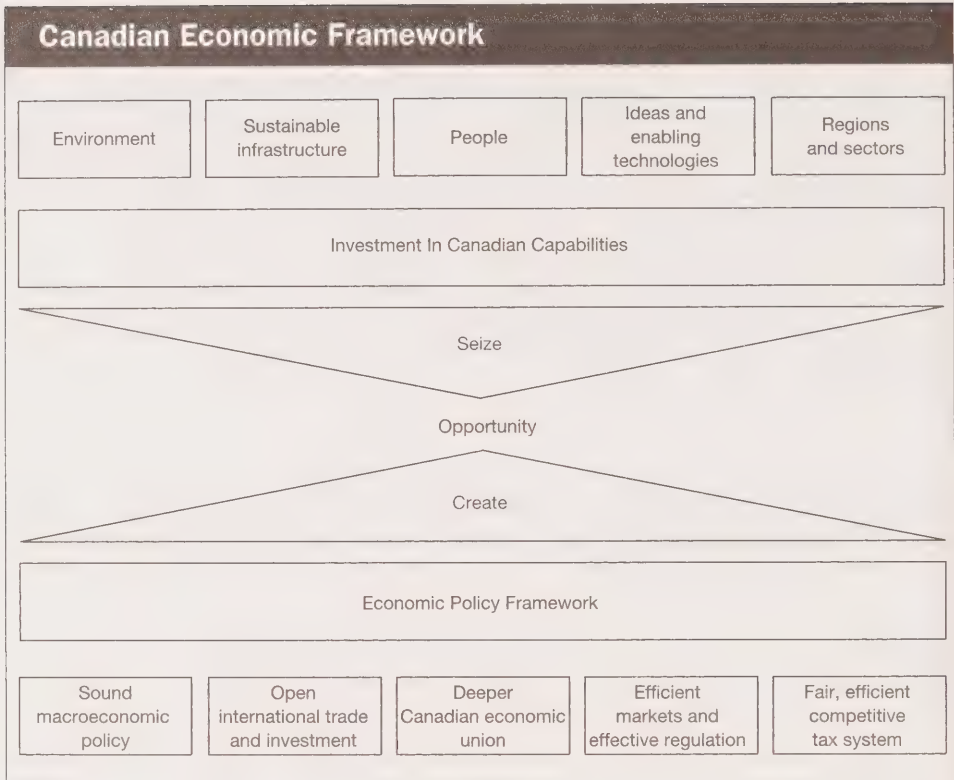 Canadian Economic Framework
Environment
Sustainable
infrastructure
People
Ideas and
enabling
technologies
Regions
and sectors
Investment In Canadian Capabilities
Seize
Opportunity
Create
Economic Policy Framework
Sound
macroeconomic
policy
Open
international trade
and investment
Deeper
Canadian economic
union
Efficient
markets and
effective regulation
Fair, efficient
competitive
tax system